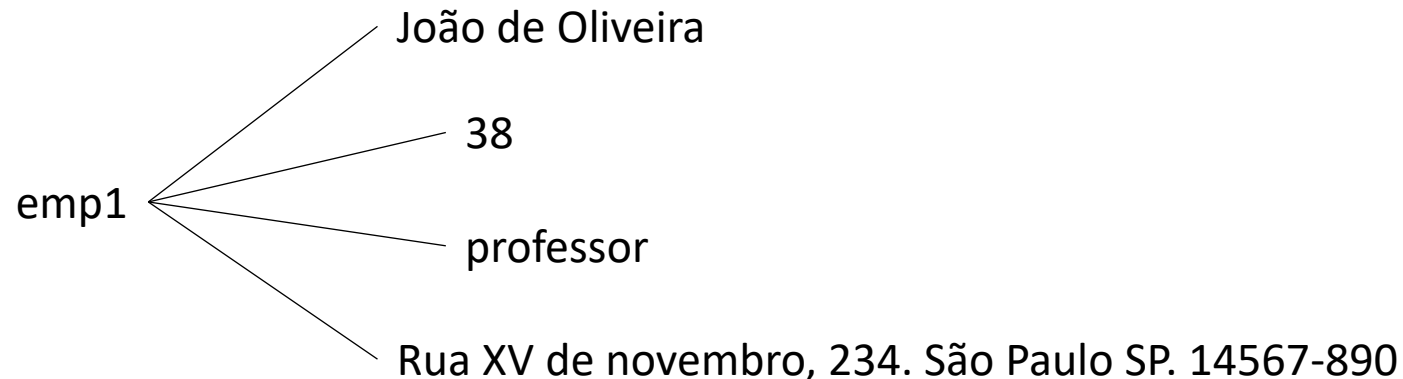 João de Oliveira
38
emp1
professor
Rua XV de novembro, 234. São Paulo SP. 14567-890